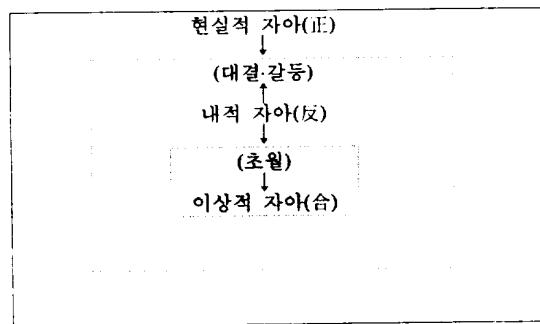 현실적 자아(正)
(대결·갈등)
내적 자아(反)
(초월)
이상적 자아(合)